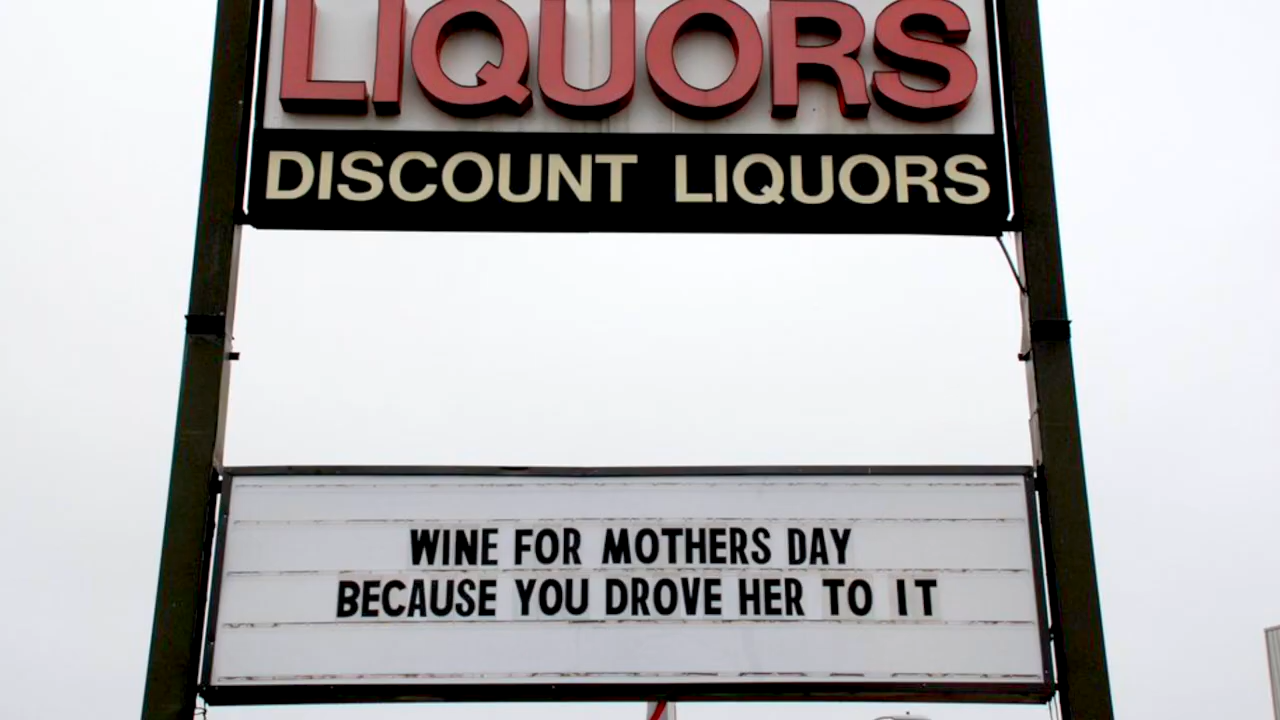 LIQUORS
DISCOUNT LIQUORS
WINE FOR MOTHERS DAY
BECAUSE YOU DROVE HER TO IT